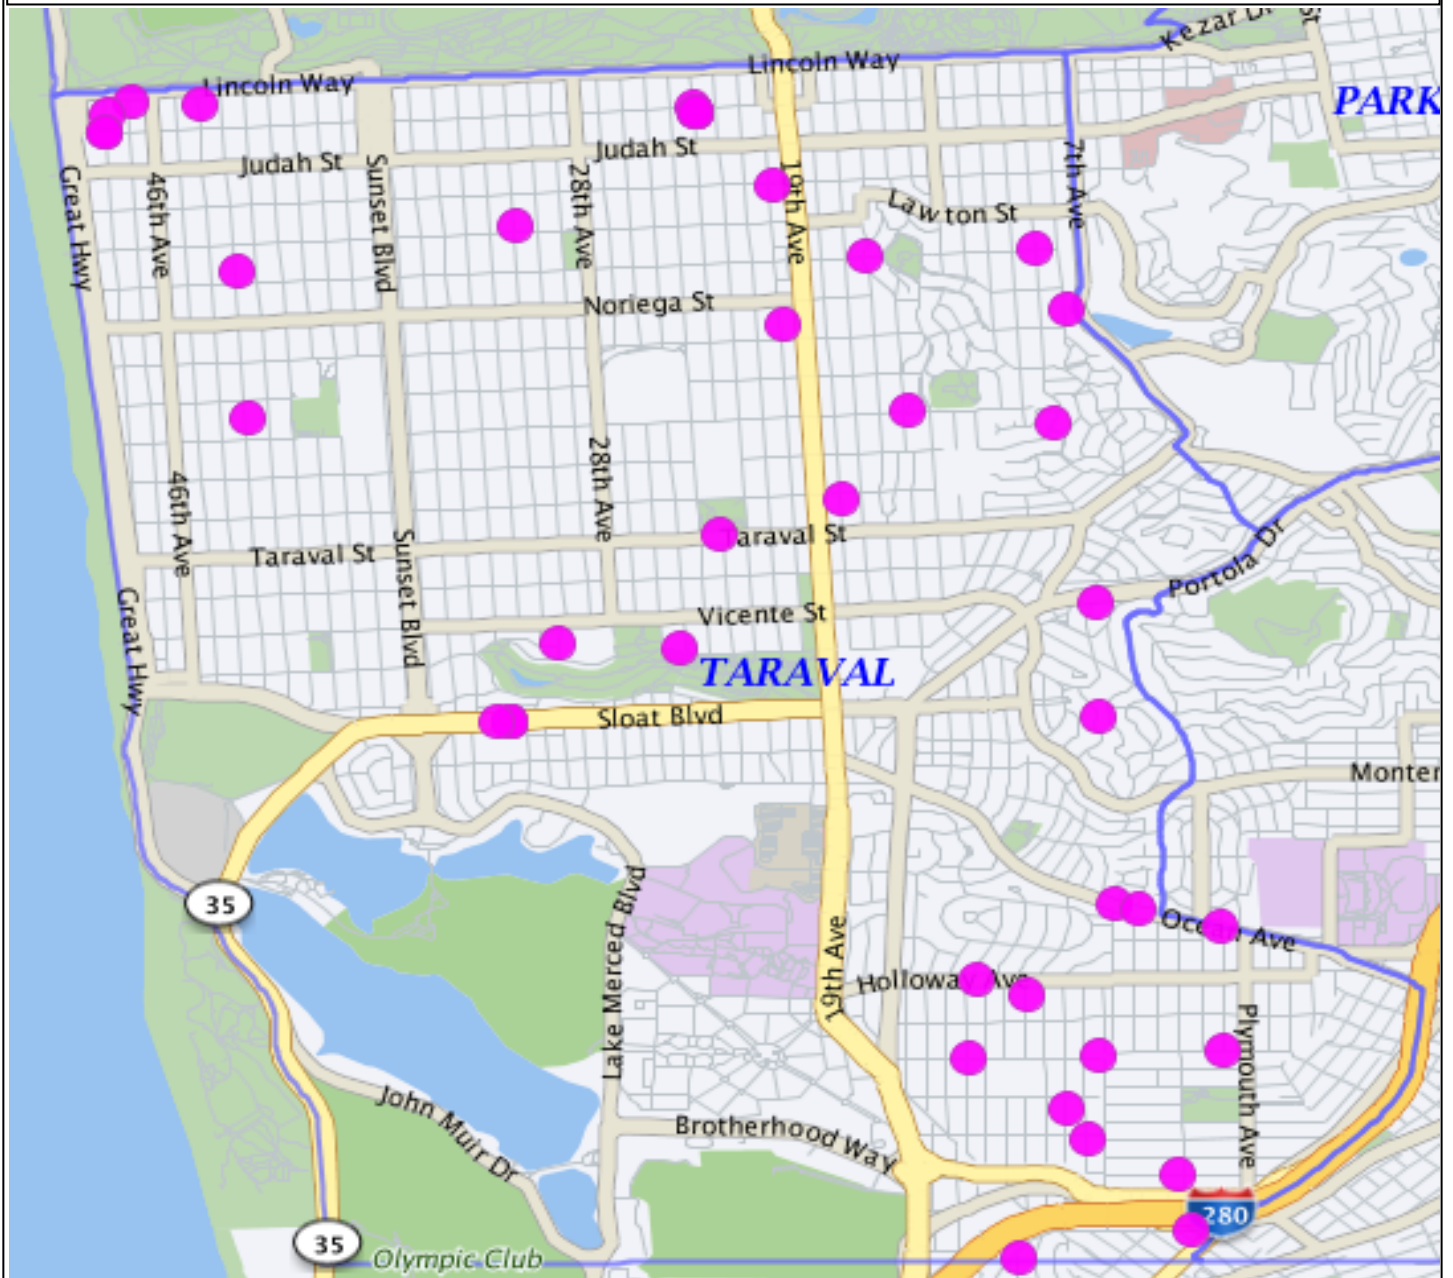 Kezar Dr
St
Lincoln Way
Lincoln Way
PARK
Judah St
Judah St
Great Hwy
46th Ave
Sunset Blvd
28th Ave
19th Ave
7th Ave
Lawton St
Noriega St
46th Ave
28th Ave
Taraval St
Taraval St
Sunset Blvd
Great Hwy
Portola Dr
Vicente St
TARAVAL
Sloat Blvd
Monter
35
Lake Merced Blvd
19th Ave
Ocean Ave
Holloway Ave
Plymouth Ave
John Muir Dr
Brotherhood Way
280
35
Olympic Club